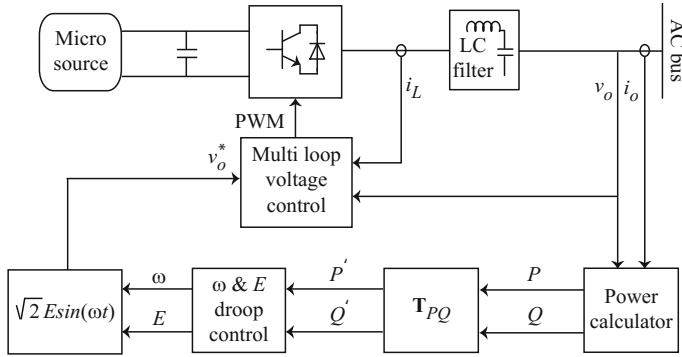 Micro
source
LC
filter
AC bus
i_L
v_o
i_o
PWM
v_o^*
Multi loop
voltage
control
√2 Esin(ωt)
ω
E
ω & E
droop
control
P'
Q'
T_PQ
P
Q
Power
calculator